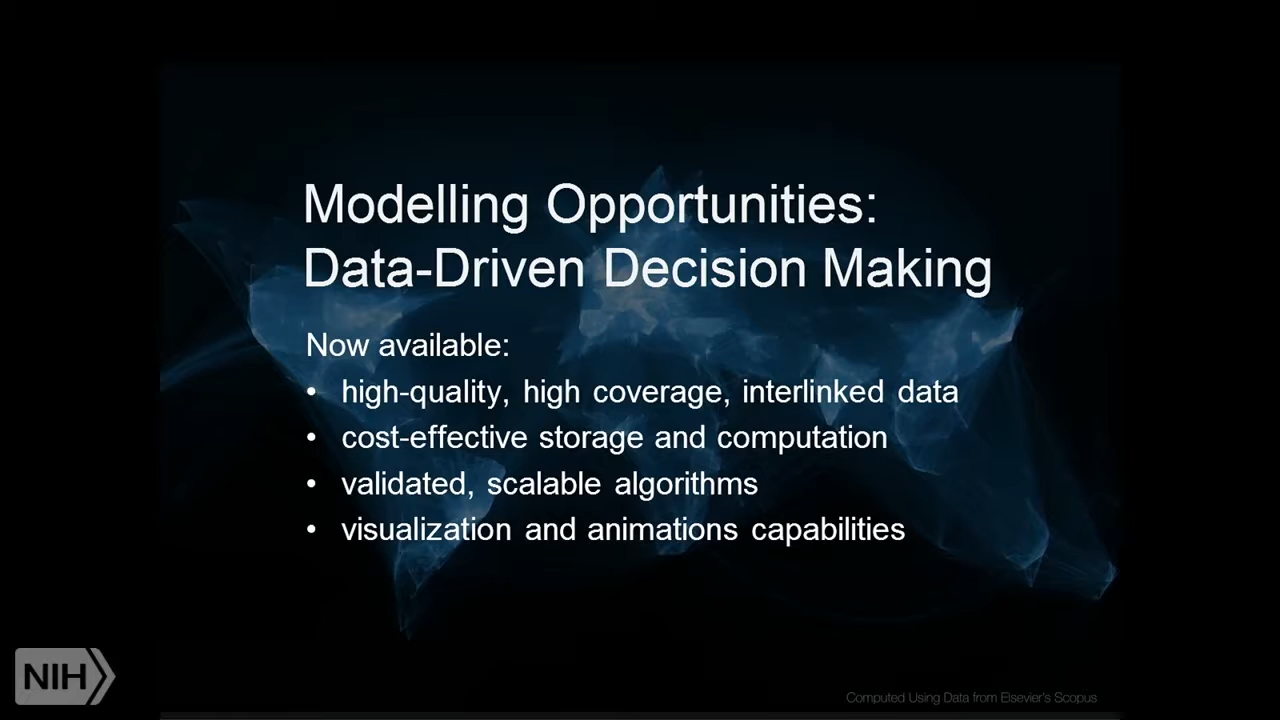 Modelling Opportunities:
Data-Driven Decision Making
Now available:
• high-quality, high coverage, interlinked data
• cost-effective storage and computation
• validated, scalable algorithms
• visualization and animations capabilities
NIH
Computed Using Data from Elsevier's Scopus